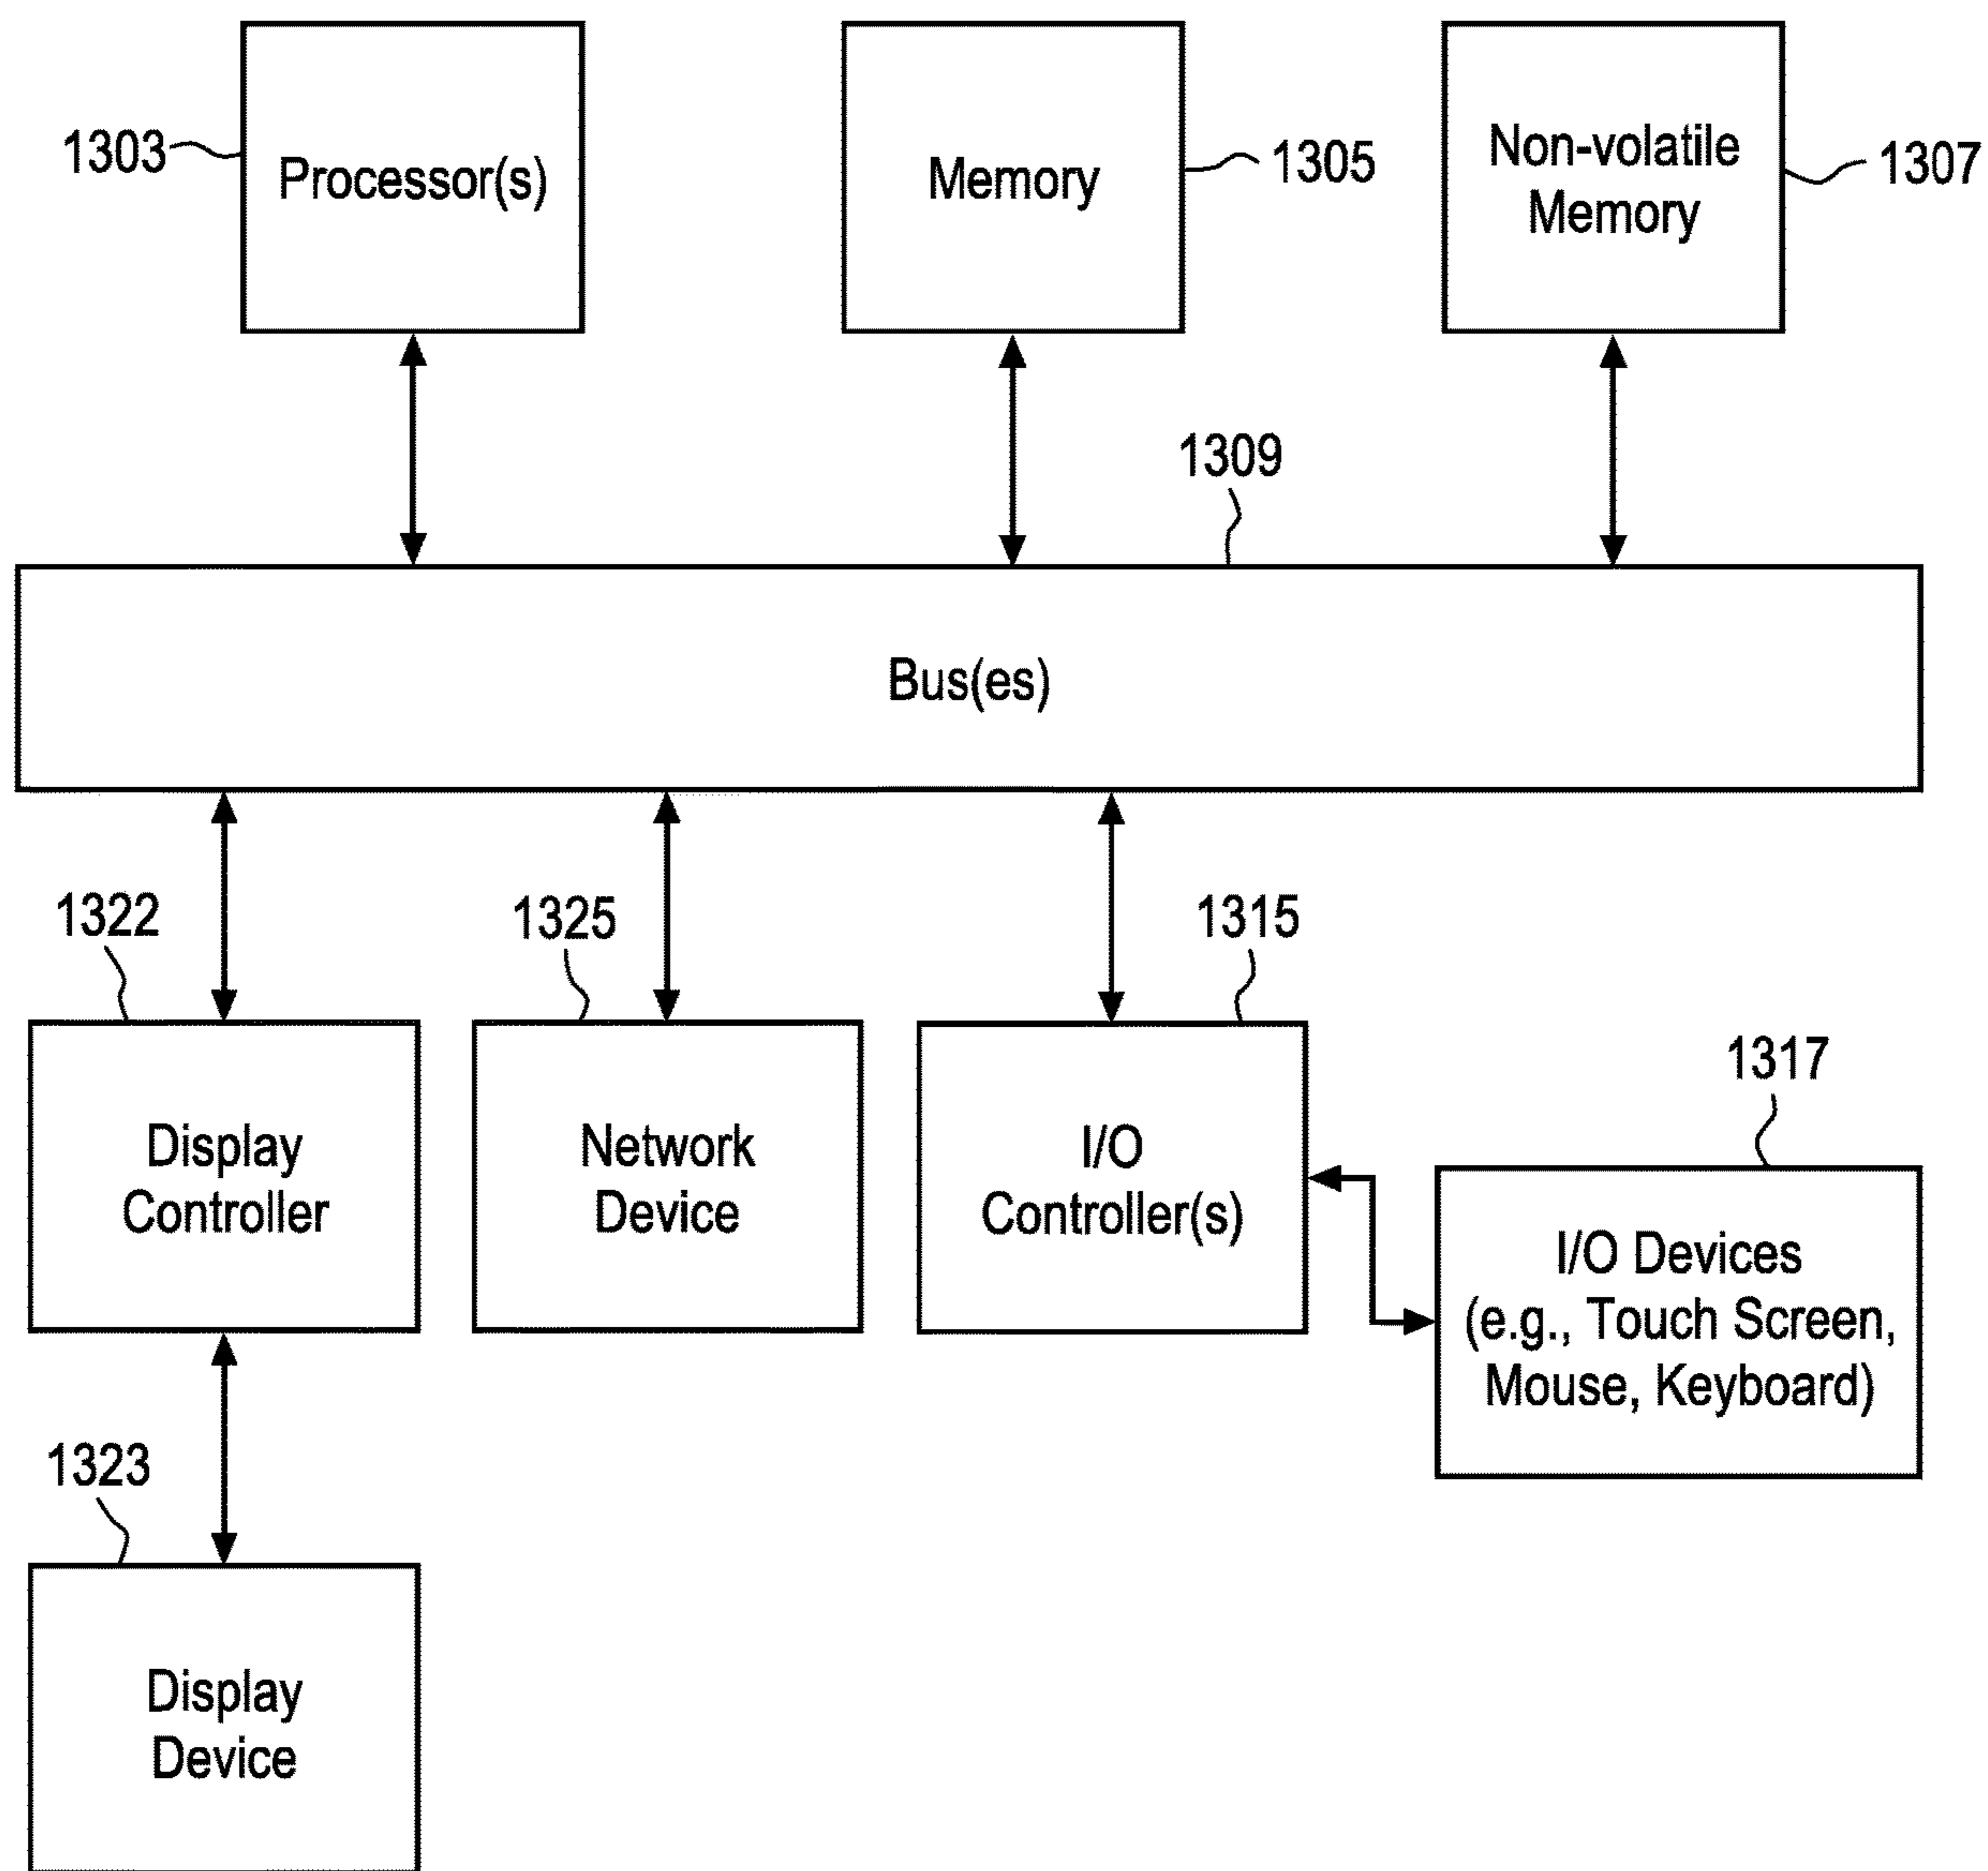 1303
Processor(s)
Memory
1305
Non-volatile
Memory
1307
1309
Bus(es)
1322
1325
1315
1317
Display
Controller
Network
Device
I/O
Controller(s)
I/O Devices
(e.g., Touch Screen,
Mouse, Keyboard)
1323
Display
Device